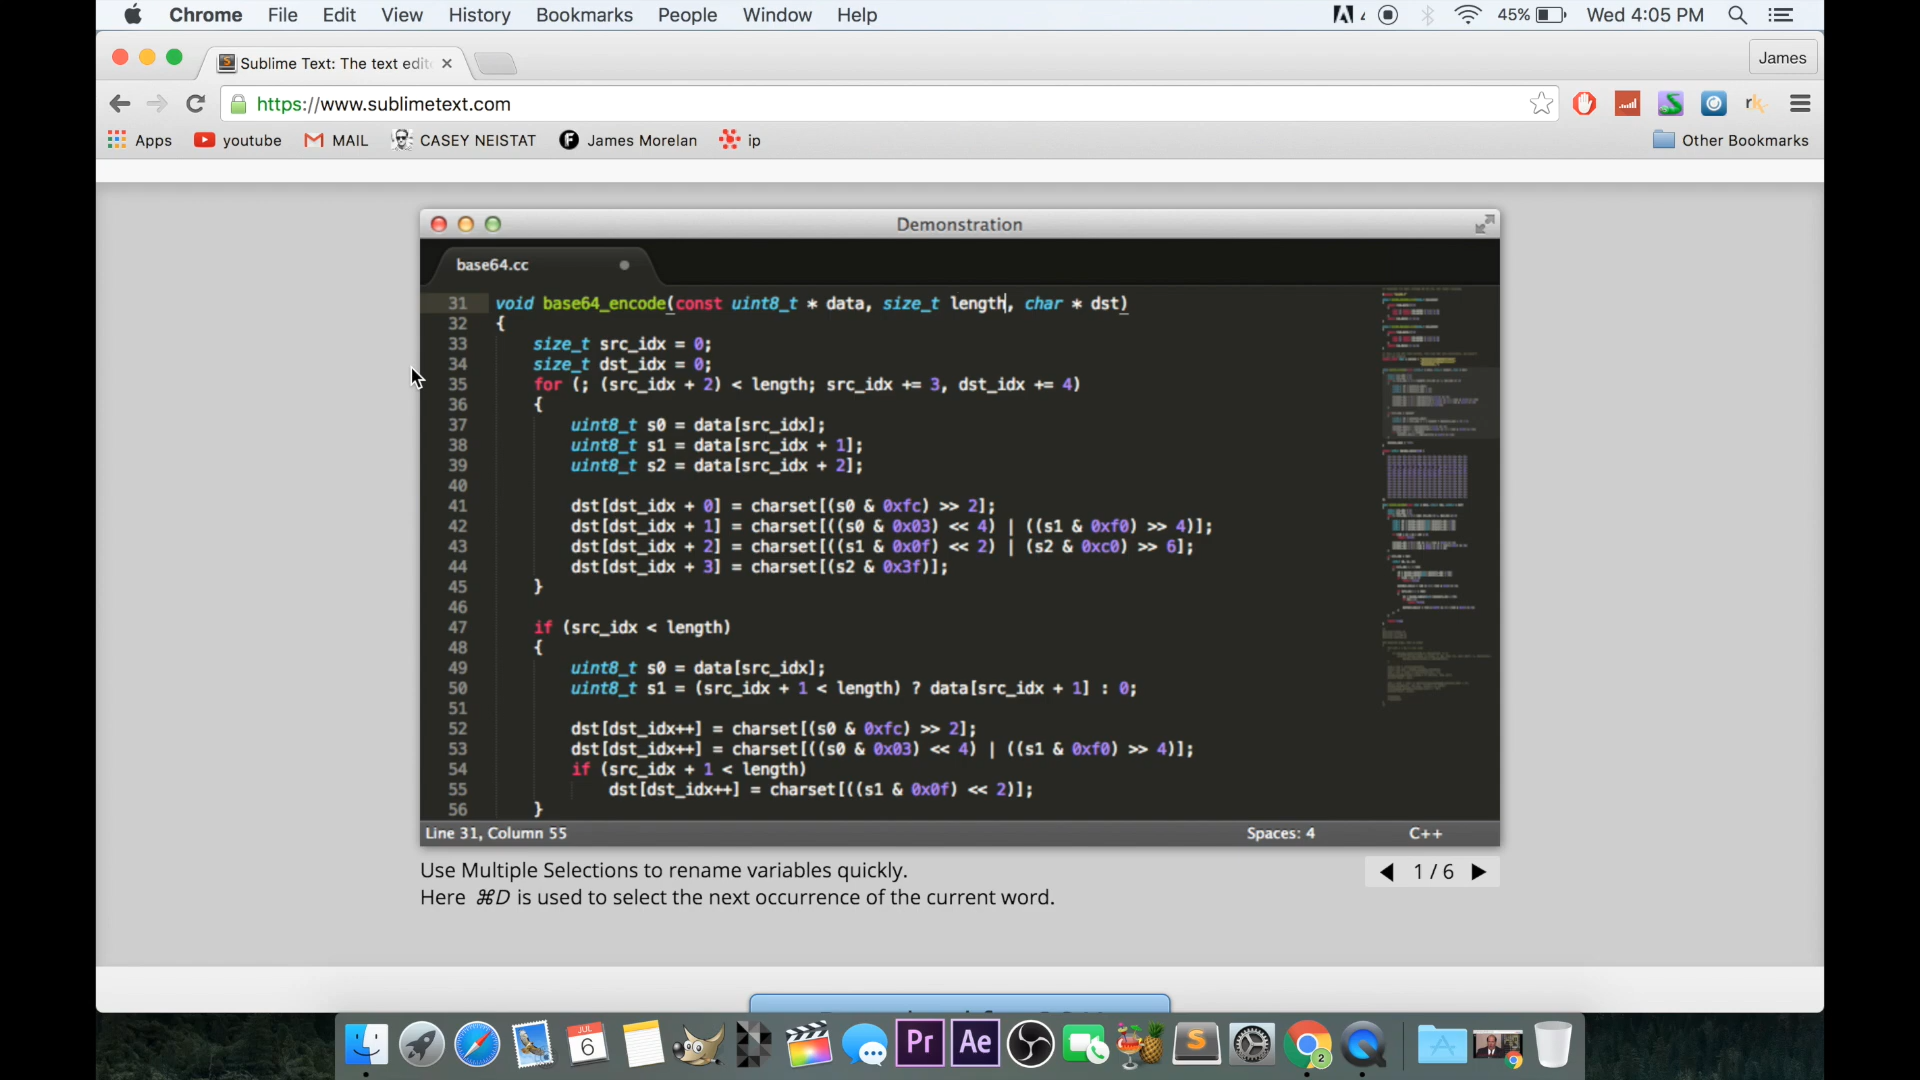 Chrome File Edit View History Bookmarks People Window Help 45% Wed 4:05 PM
Sublime Text: The text edit James
https://www.sublimetext.com
Apps youtube MAIL CASEY NEISTAT James Morelan ip Other Bookmarks
Demonstration
base64.cc
31 void base64_encode(const uint8_t * data, size_t length, char * dst)
32 {
33 size_t src_idx = 0;
34 size_t dst_idx = 0;
35 for (; (src_idx + 2) < length; src_idx += 3, dst_idx += 4)
36 {
37 uint8_t s0 = data[src_idx];
38 uint8_t s1 = data[src_idx + 1];
39 uint8_t s2 = data[src_idx + 2];
40
41 dst[dst_idx + 0] = charset[(s0 & 0xfc) >> 2];
42 dst[dst_idx + 1] = charset[((s0 & 0x03) << 4) | ((s1 & 0xf0) >> 4)];
43 dst[dst_idx + 2] = charset[((s1 & 0x0f) << 2) | (s2 & 0xc0) >> 6];
44 dst[dst_idx + 3] = charset[(s2 & 0x3f)];
45 }
46
47 if (src_idx < length)
48 {
49 uint8_t s0 = data[src_idx];
50 uint8_t s1 = (src_idx + 1 < length) ? data[src_idx + 1] : 0;
51
52 dst[dst_idx++] = charset[(s0 & 0xfc) >> 2];
53 dst[dst_idx++] = charset[((s0 & 0x03) << 4) | ((s1 & 0xf0) >> 4)];
54 if (src_idx + 1 < length)
55 dst[dst_idx++] = charset[((s1 & 0x0f) << 2)];
56 }
Line 31, Column 55 Spaces: 4 C++
Use Multiple Selections to rename variables quickly.
Here ⌘D is used to select the next occurrence of the current word.
1 / 6
JUL
6
Pr
Ae
2